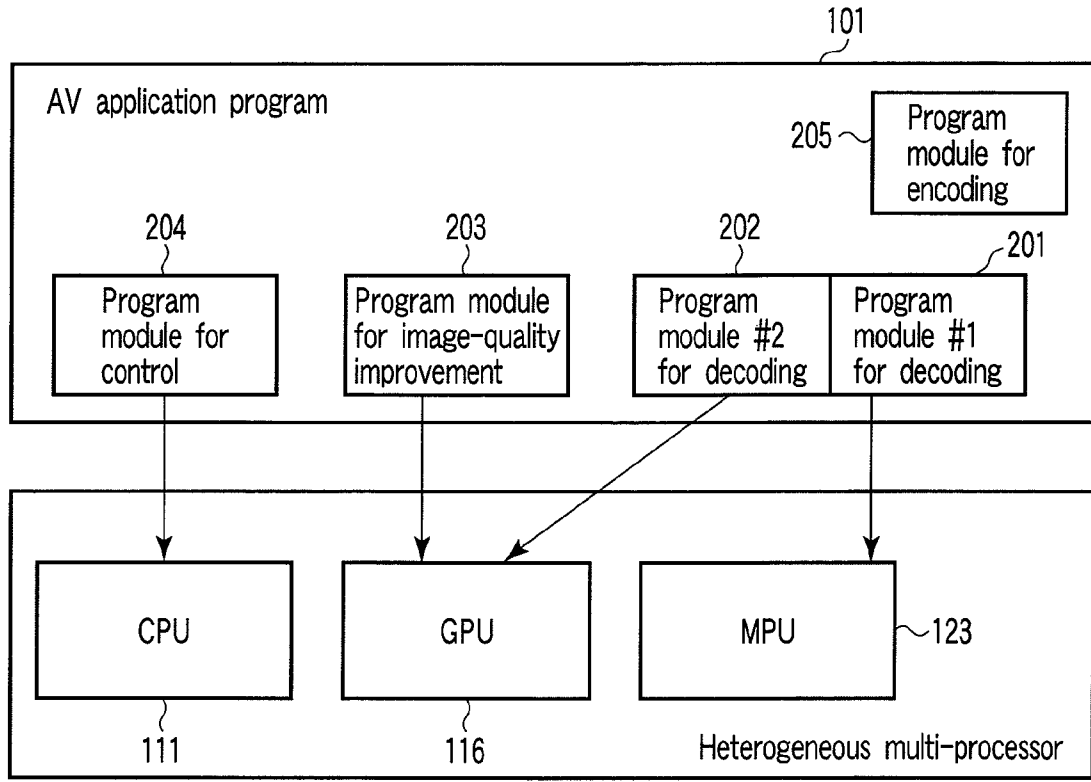 101
AV application program
205
Program
module for
encoding
204
203
202
201
Program
module for
control
Program module
for image-quality
improvement
Program
module #2
for decoding
Program
module #1
for decoding
CPU
GPU
MPU
123
111
116
Heterogeneous multi-processor